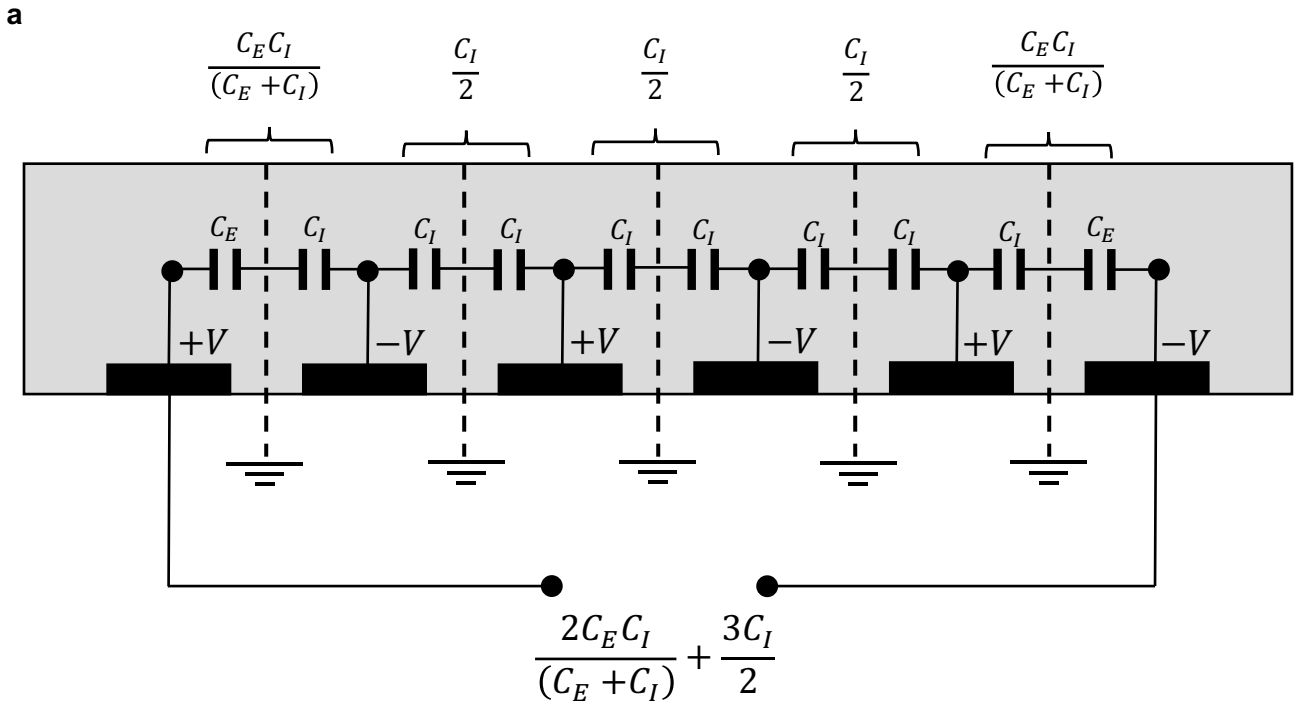 a
C_E C_I / (C_E + C_I)   C_I / 2   C_I / 2   C_I / 2   C_E C_I / (C_E + C_I)
C_E C_I C_I C_I C_I C_I C_I C_I C_I C_E
+V −V +V −V +V −V
2C_E C_I / (C_E + C_I) + 3C_I / 2